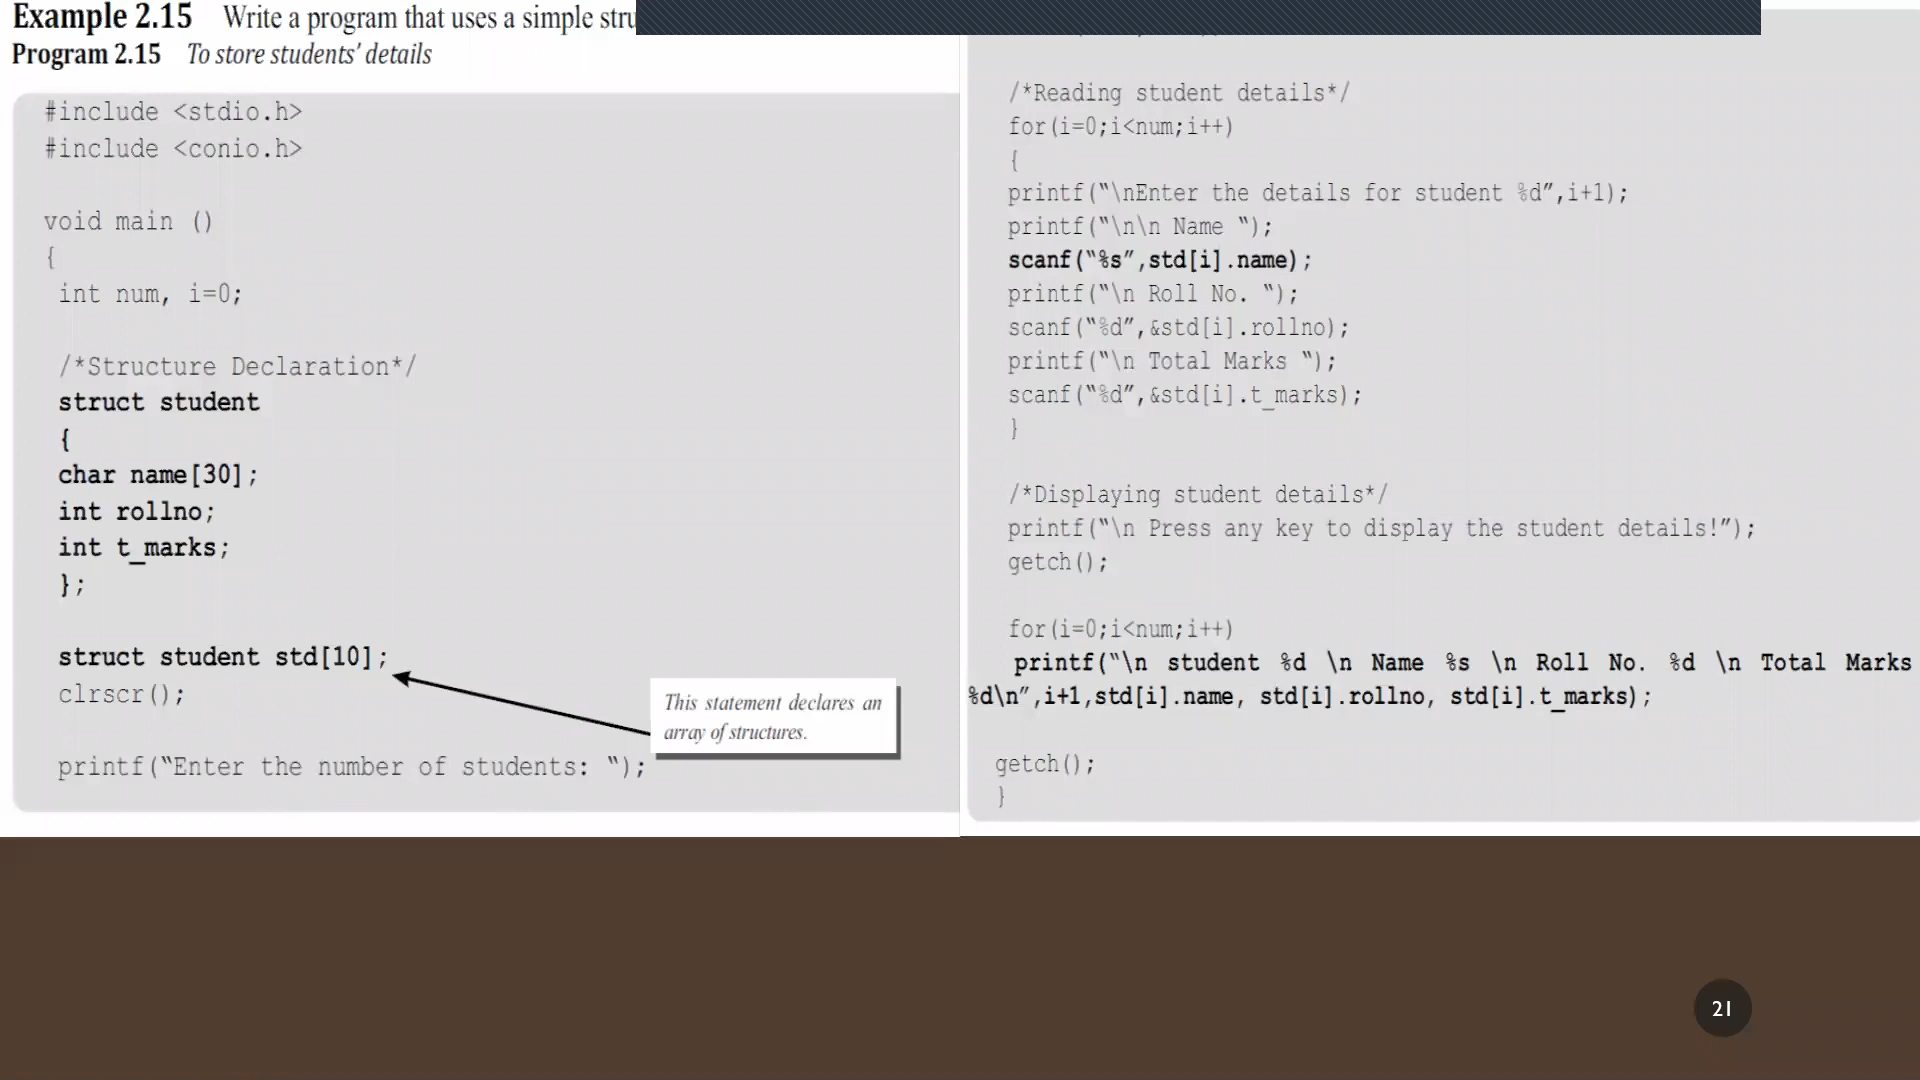 Example 2.15 Write a program that uses a simple
Program 2.15 To store students' details
#include <stdio.h>
#include <conio.h>
void main ()
{
int num, i=0;
/*Structure Declaration*/
struct student
{
char name[30];
int rollno;
int t_marks;
};
struct student std[10];
clrscr();
This statement declares an
array of structures.
printf(“Enter the number of students: “);
/*Reading student details*/
for(i=0;i<num;i++)
{
printf(“\nEnter the details for student %d”,i+1);
printf(“\n\n Name “);
scanf(“%s”,std[i].name);
printf(“\n Roll No. “);
scanf(“%d”,&std[i].rollno);
printf(“\n Total Marks “);
scanf(“%d”,&std[i].t_marks);
}
/*Displaying student details*/
printf(“\n Press any key to display the student details!”);
getch();
for(i=0;i<num;i++)
printf(“\n student %d \n Name %s \n Roll No. %d \n Total Marks
%d\n”,i+1,std[i].name, std[i].rollno, std[i].t_marks);
getch();
}
21